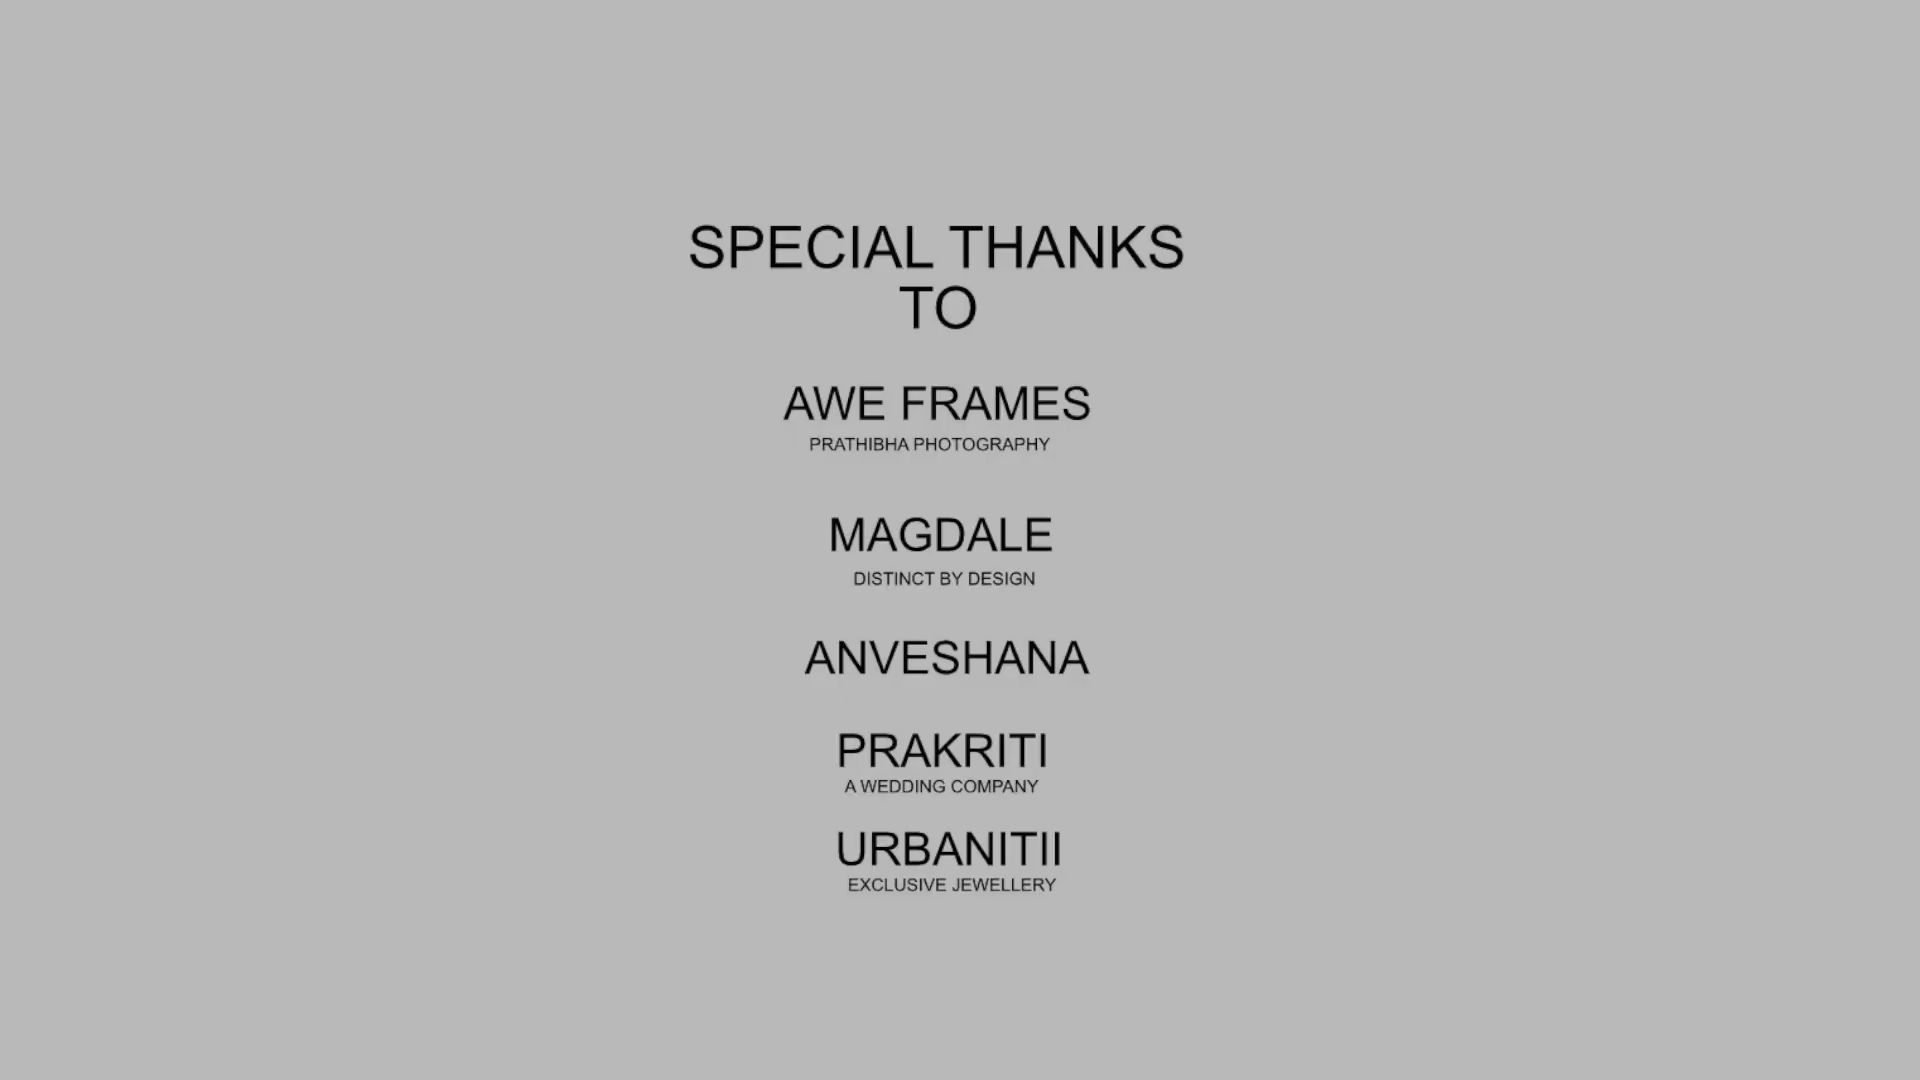 SPECIAL THANKS
TO
AWE FRAMES
PRATHIBHA PHOTOGRAPHY
MAGDALE
DISTINCT BY DESIGN
ANVESHANA
PRAKRITI
A WEDDING COMPANY
URBANITII
EXCLUSIVE JEWELLERY